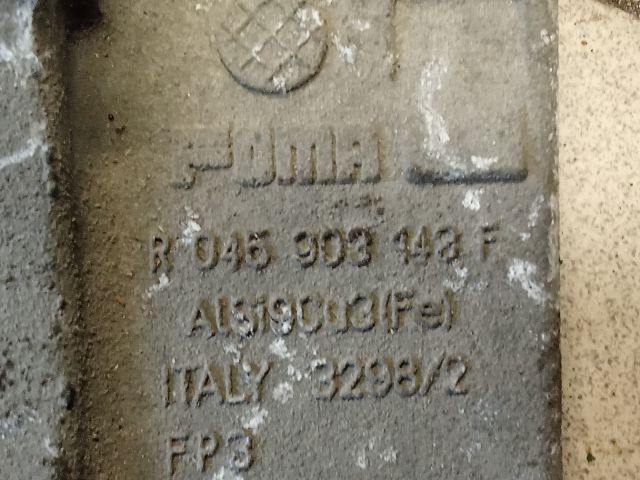 R 045 903 143 F
AlSi9Cu3(Fe)
ITALY 3298/2
FP3